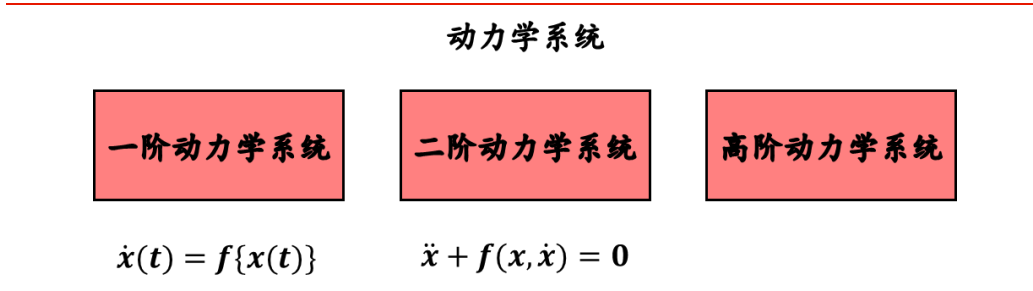 动力学系统
一阶动力学系统
二阶动力学系统
高阶动力学系统
ẋ(t) = f{x(t)}
ẍ + f(x, ẋ) = 0